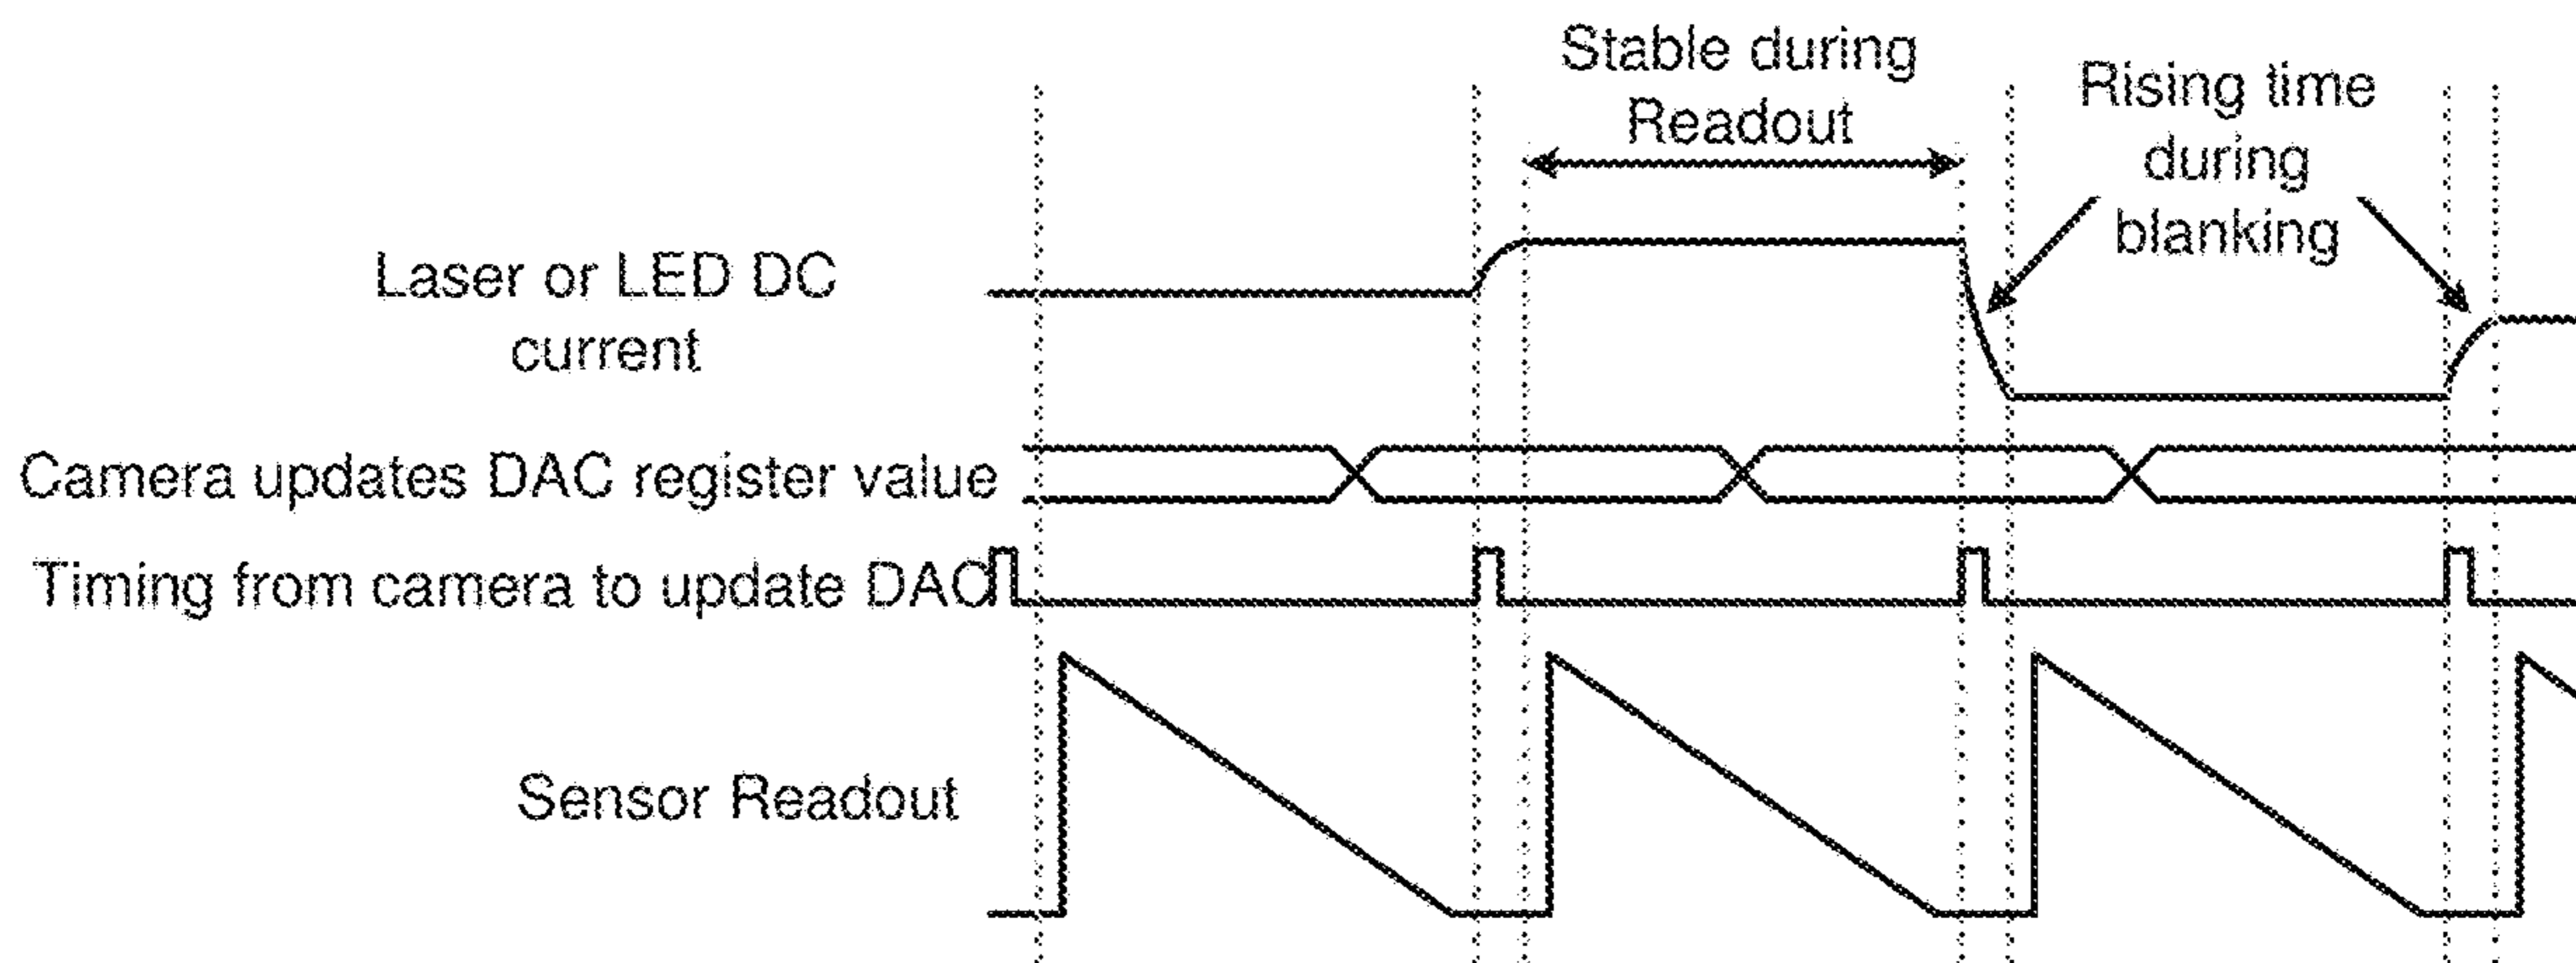 Stable during
Readout
Rising time
during
blanking
Laser or LED DC
current
Camera updates DAC register value
Timing from camera to update DAC
Sensor Readout